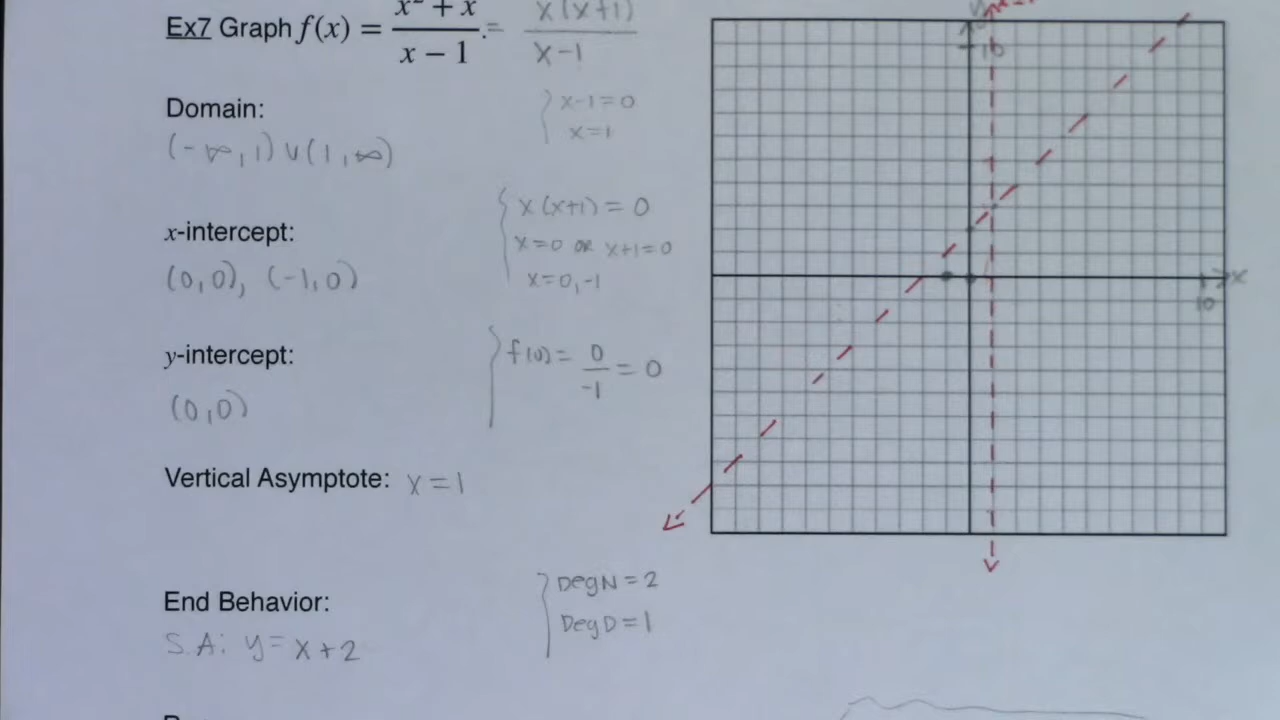 Ex7 Graph f(x) = x² + x / x − 1 . = x(x+1) / x−1
Domain:
x−1=0
x=1
(-∞,1)∪(1,∞)
x-intercept:
x(x+1)=0
x=0 OR x+1=0
x=0,-1
(0,0), (-1,0)
y-intercept:
f(0) = 0 / -1 = 0
(0,0)
Vertical Asymptote: x=1
End Behavior:
DegN=2
DegD=1
S.A: y= x+2
y
10
x
10